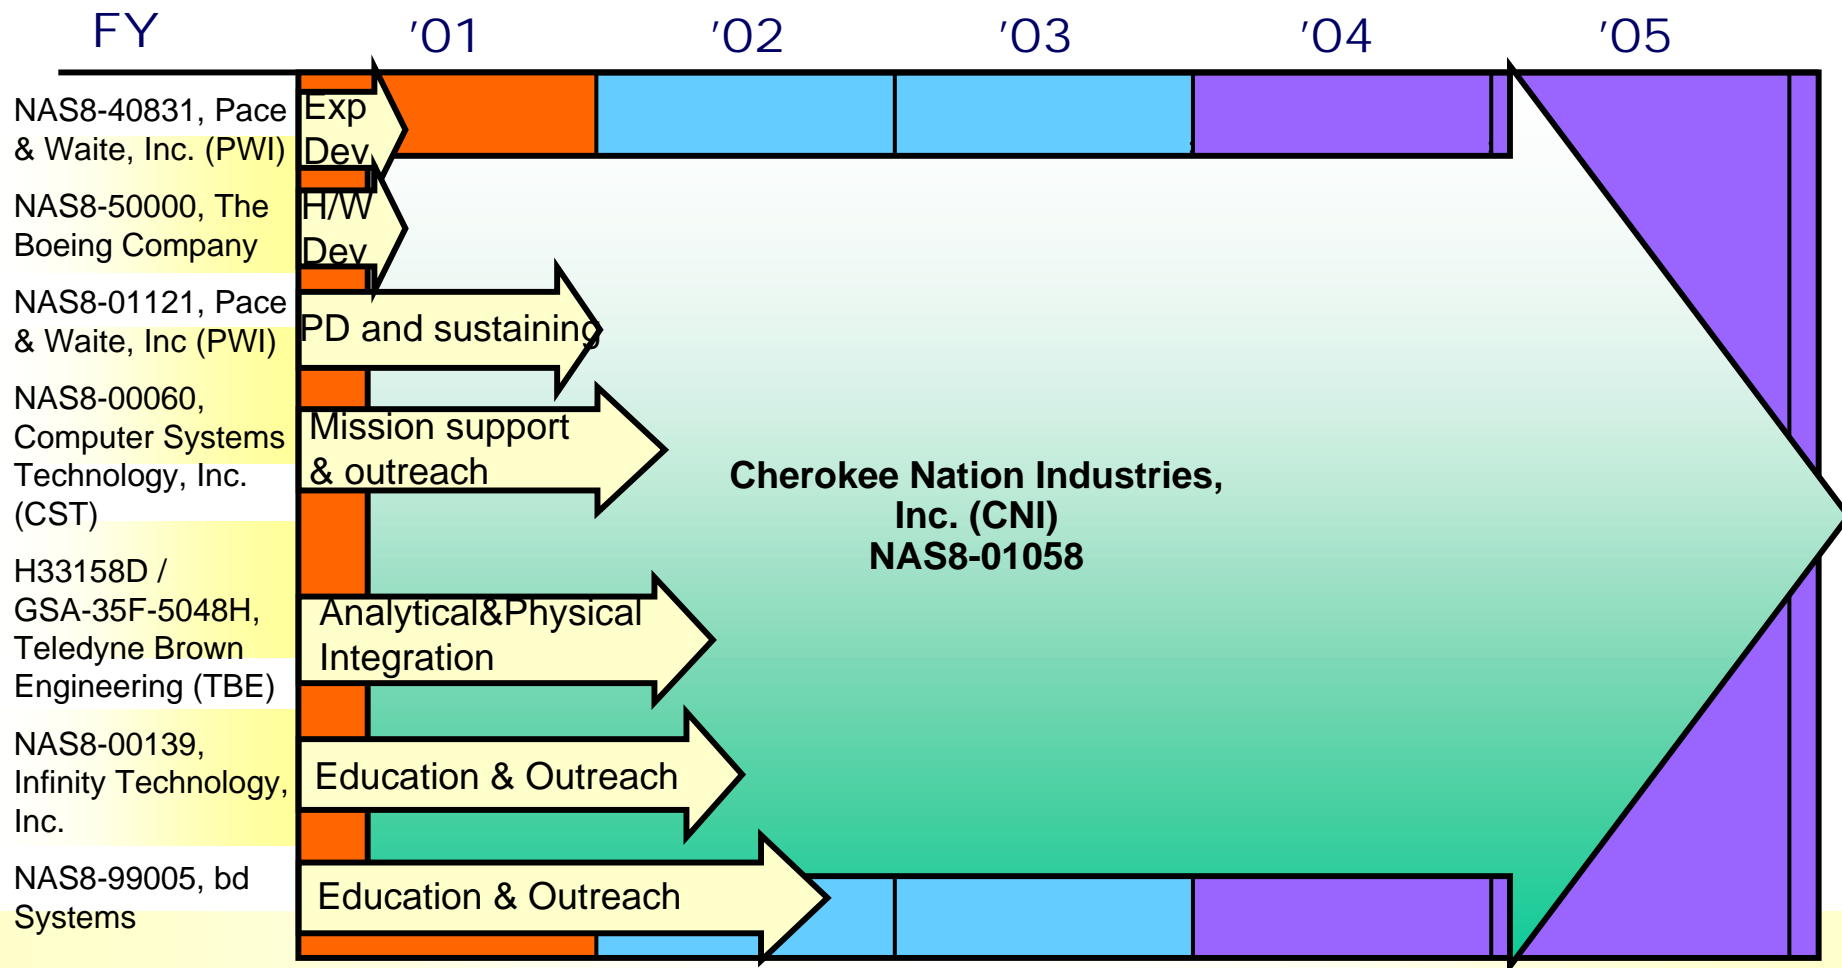 FY '01 '02 '03 '04 '05
NAS8-40831, Pace
& Waite, Inc. (PWI)
Exp
Dev
NAS8-50000, The
Boeing Company
H/W
Dev
NAS8-01121, Pace
& Waite, Inc (PWI)
PD and sustaining
NAS8-00060,
Computer Systems
Technology, Inc.
(CST)
Mission support
& outreach
Cherokee Nation Industries,
Inc. (CNI)
NAS8-01058
H33158D /
GSA-35F-5048H,
Teledyne Brown
Engineering (TBE)
Analytical&Physical
Integration
NAS8-00139,
Infinity Technology,
Inc.
Education & Outreach
NAS8-99005, bd
Systems
Education & Outreach